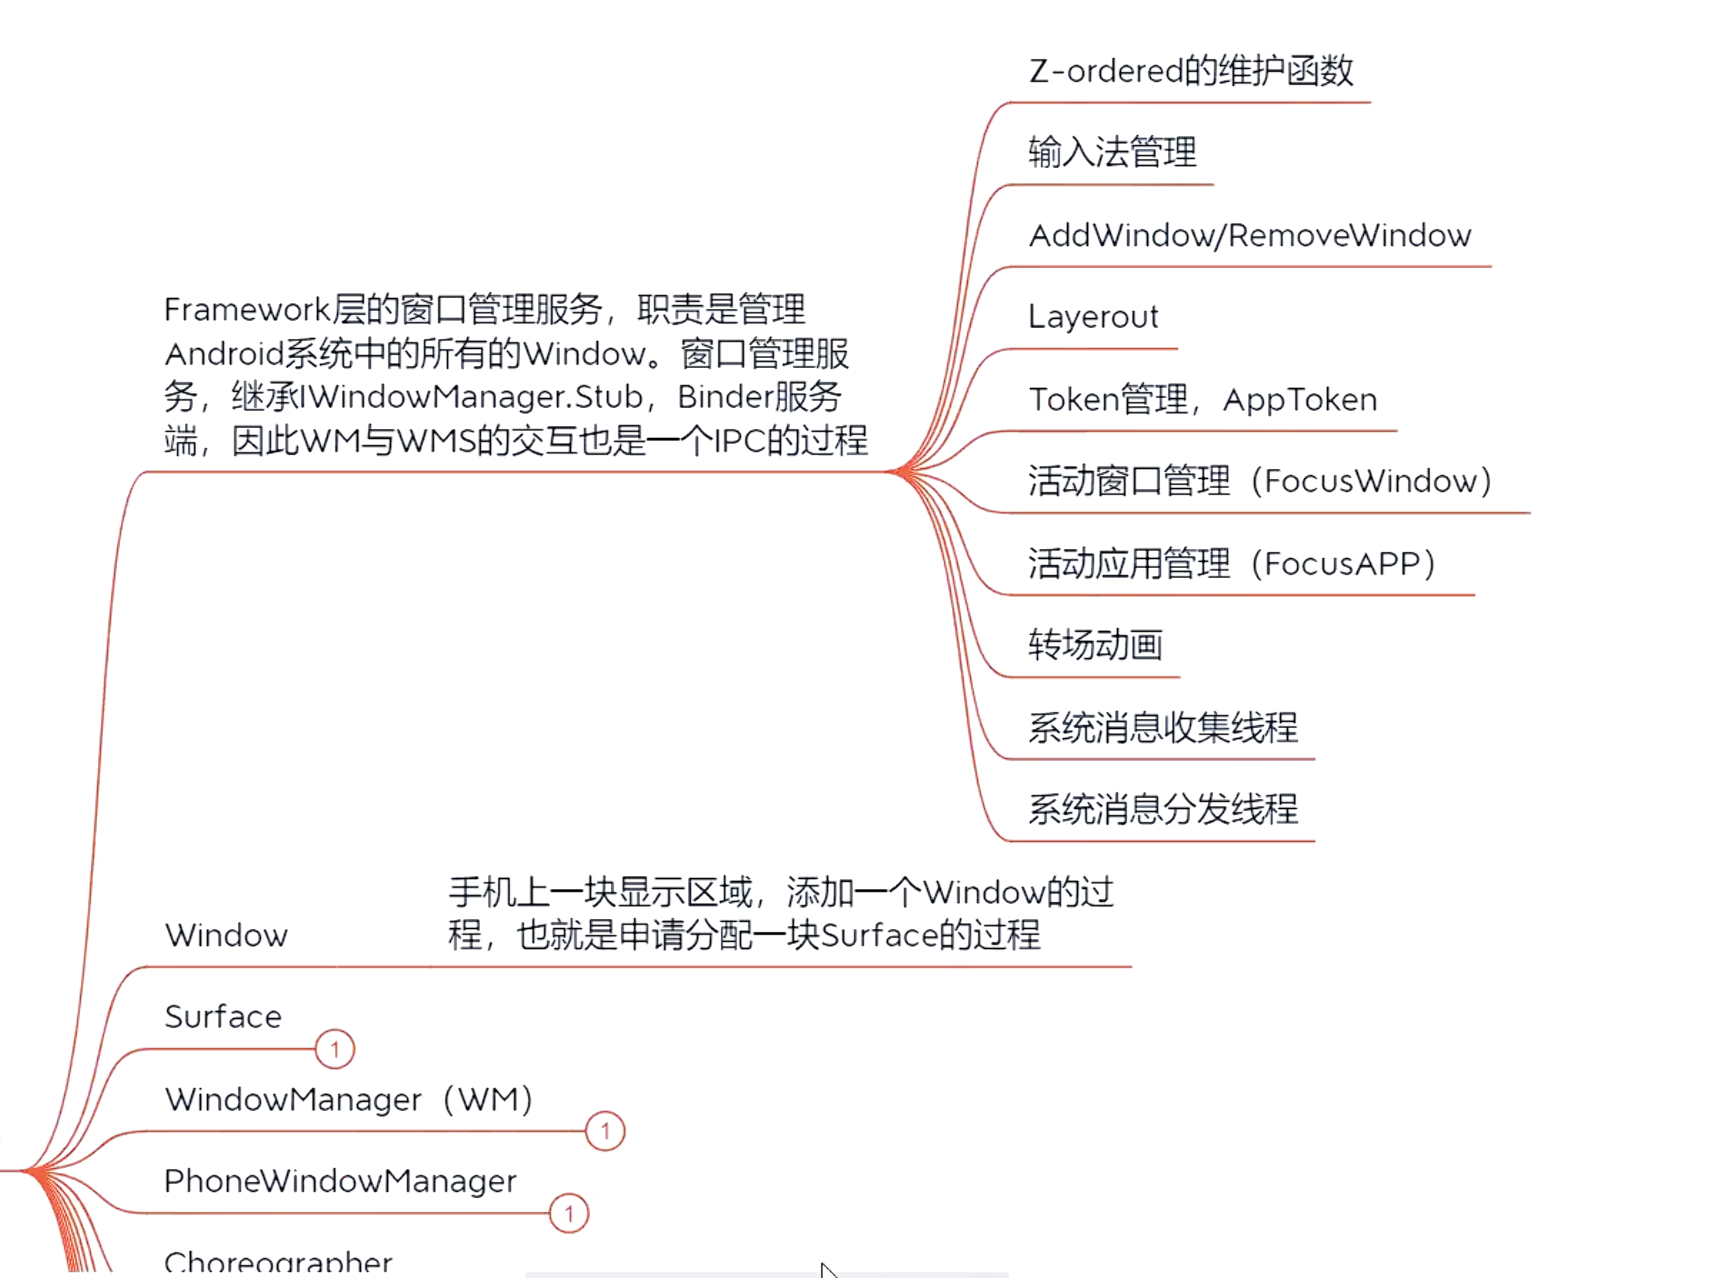 Z-ordered的维护函数
输入法管理
AddWindow/RemoveWindow
Layerout
Token管理，AppToken
活动窗口管理（FocusWindow）
活动应用管理（FocusAPP）
转场动画
系统消息收集线程
系统消息分发线程
Framework层的窗口管理服务，职责是管理
Android系统中的所有的Window。窗口管理服
务，继承IWindowManager.Stub，Binder服务
端，因此WM与WMS的交互也是一个IPC的过程
Window
手机上一块显示区域，添加一个Window的过
程，也就是申请分配一块Surface的过程
Surface
1
WindowManager（WM）
1
PhoneWindowManager
1
Choreographer